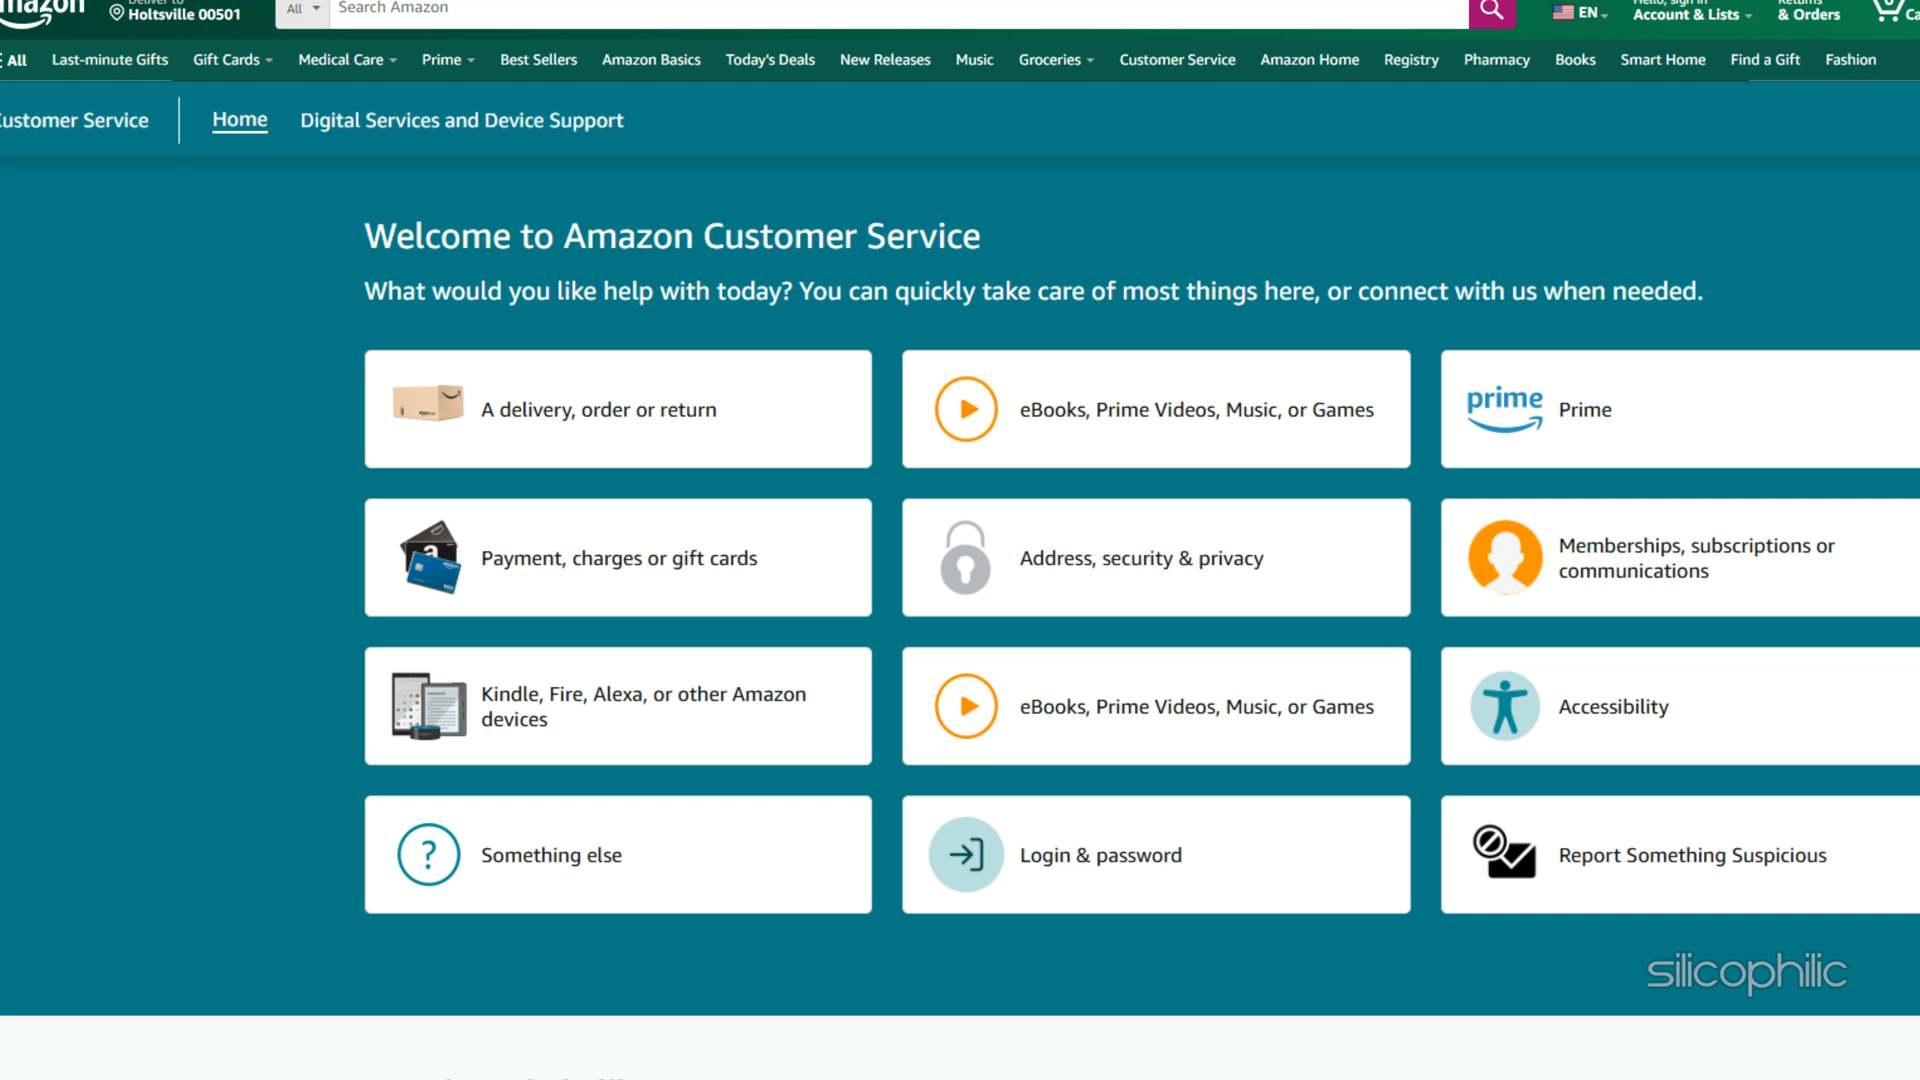 Holtsville 00501
All
Search Amazon
EN
Account & Lists
& Orders
All
Last-minute Gifts
Gift Cards
Medical Care
Prime
Best Sellers
Amazon Basics
Today's Deals
New Releases
Music
Groceries
Customer Service
Amazon Home
Registry
Pharmacy
Books
Smart Home
Find a Gift
Fashion
Customer Service
Home
Digital Services and Device Support
Welcome to Amazon Customer Service
What would you like help with today? You can quickly take care of most things here, or connect with us when needed.
A delivery, order or return
eBooks, Prime Videos, Music, or Games
prime
Prime
Payment, charges or gift cards
Address, security & privacy
Memberships, subscriptions or
communications
Kindle, Fire, Alexa, or other Amazon
devices
eBooks, Prime Videos, Music, or Games
Accessibility
?
Something else
Login & password
Report Something Suspicious
silicophilic